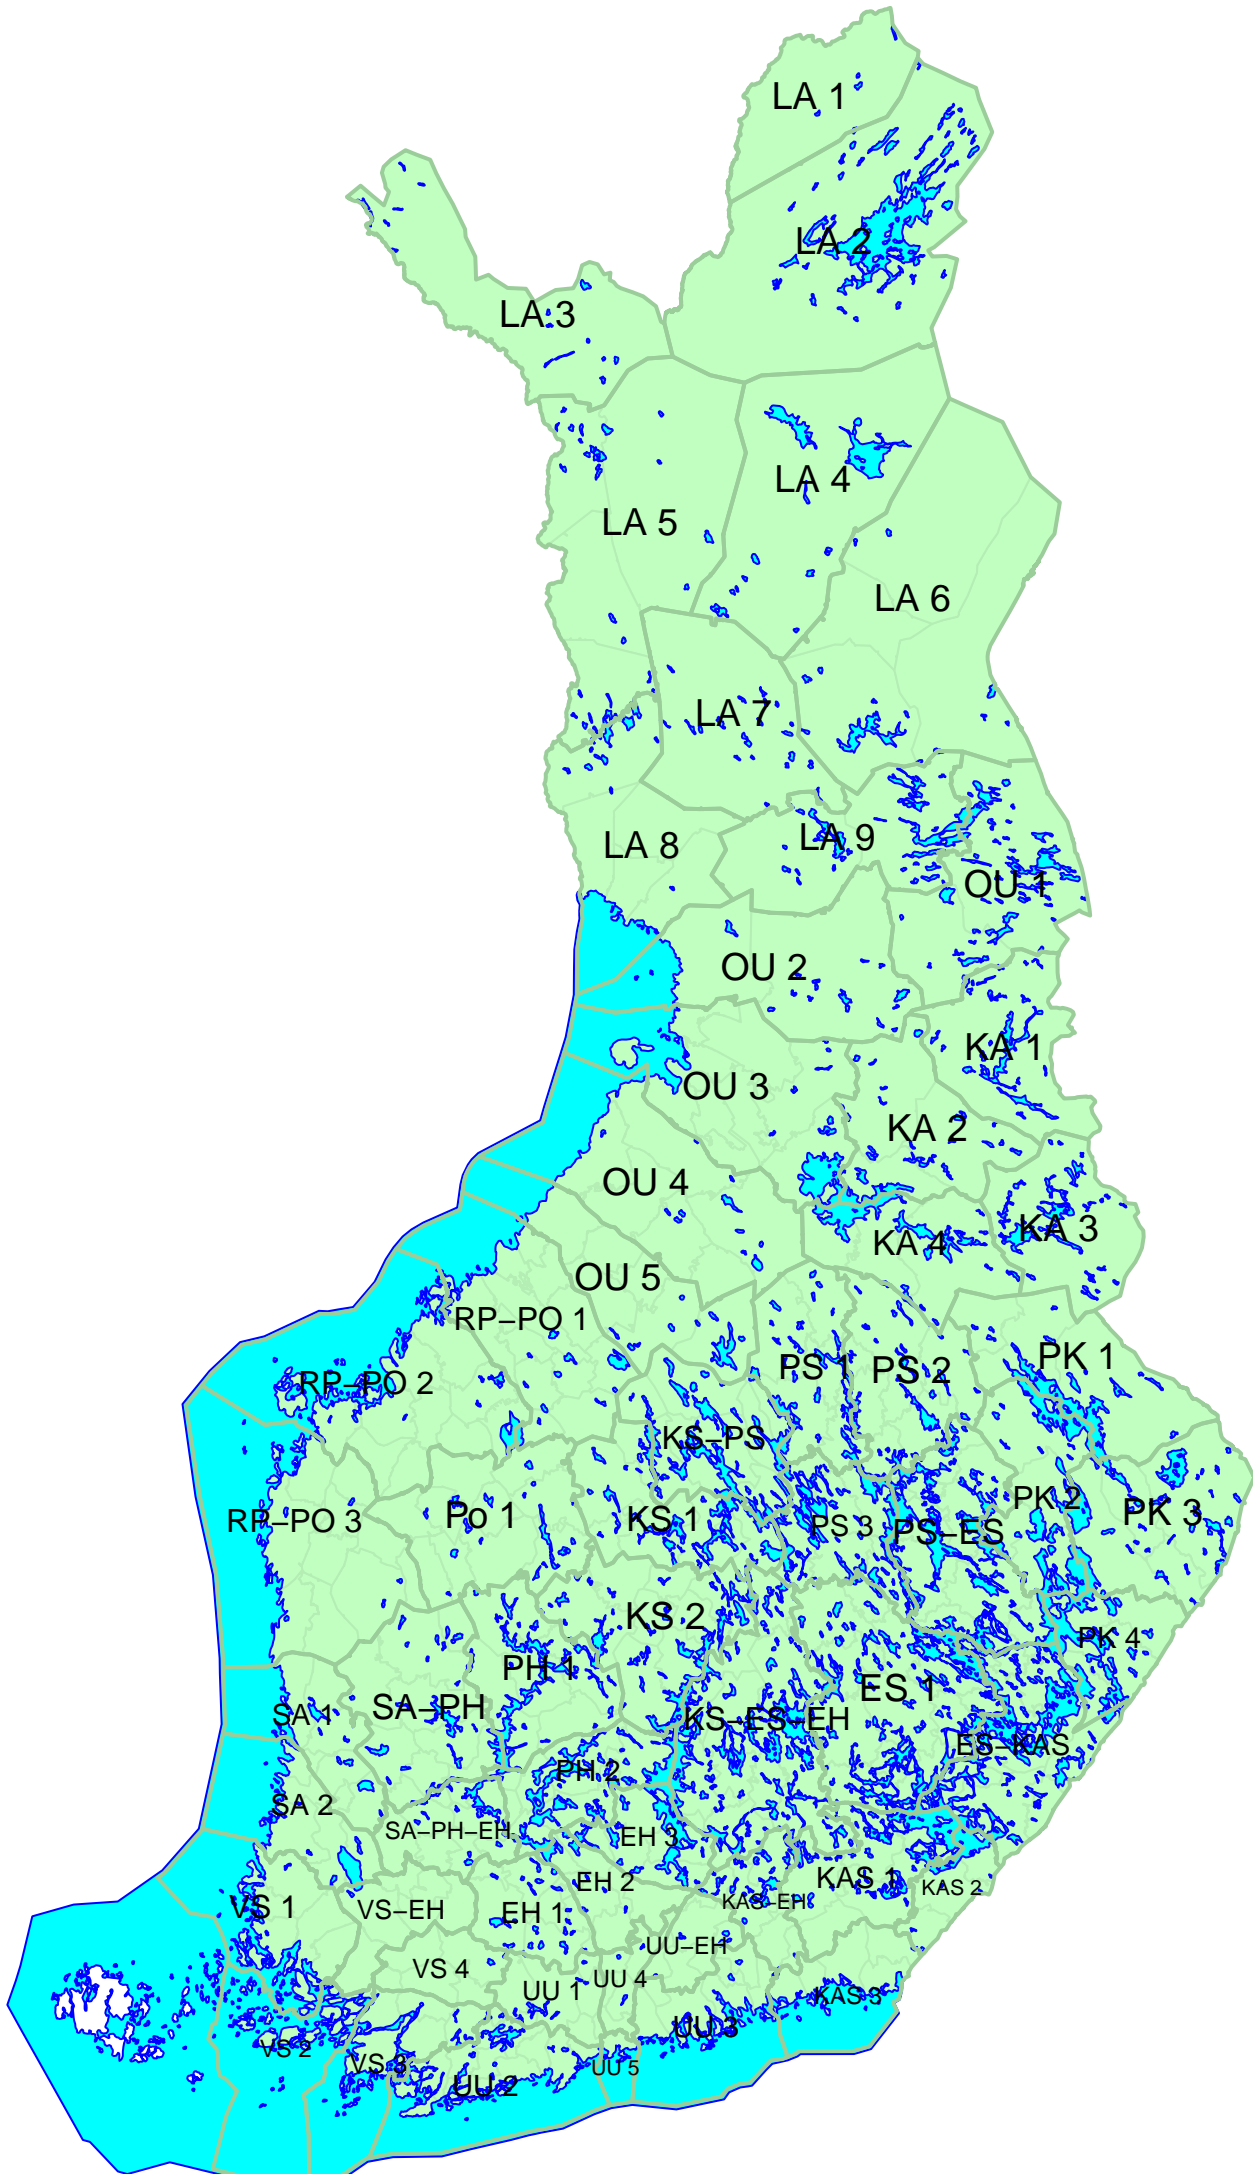 LA 1
LA 2
LA 3
LA 4
LA 5
LA 6
LA 7
LA 8
LA 9
OU 1
OU 2
KA 1
OU 3
KA 2
OU 4
KA 3
KA 4
OU 5
RP−PO 1
PK 1
PS 1
PS 2
RP−PO 2
KS−PS
PK 2
PK 3
Po 1
RP−PO 3
KS 1
PS 3
PS−ES
KS 2
PK 4
PH 1
ES 1
SA−PH
SA 1
KS−ES−EH
ES−KAS
PH 2
SA 2
SA−PH−EH
EH 3
KAS 1
EH 2
KAS 2
KAS−EH
VS 1
VS−EH
EH 1
UU−EH
VS 4
UU 4
UU 1
KAS 3
UU 3
VS 2
VS 3
UU 5
UU 2